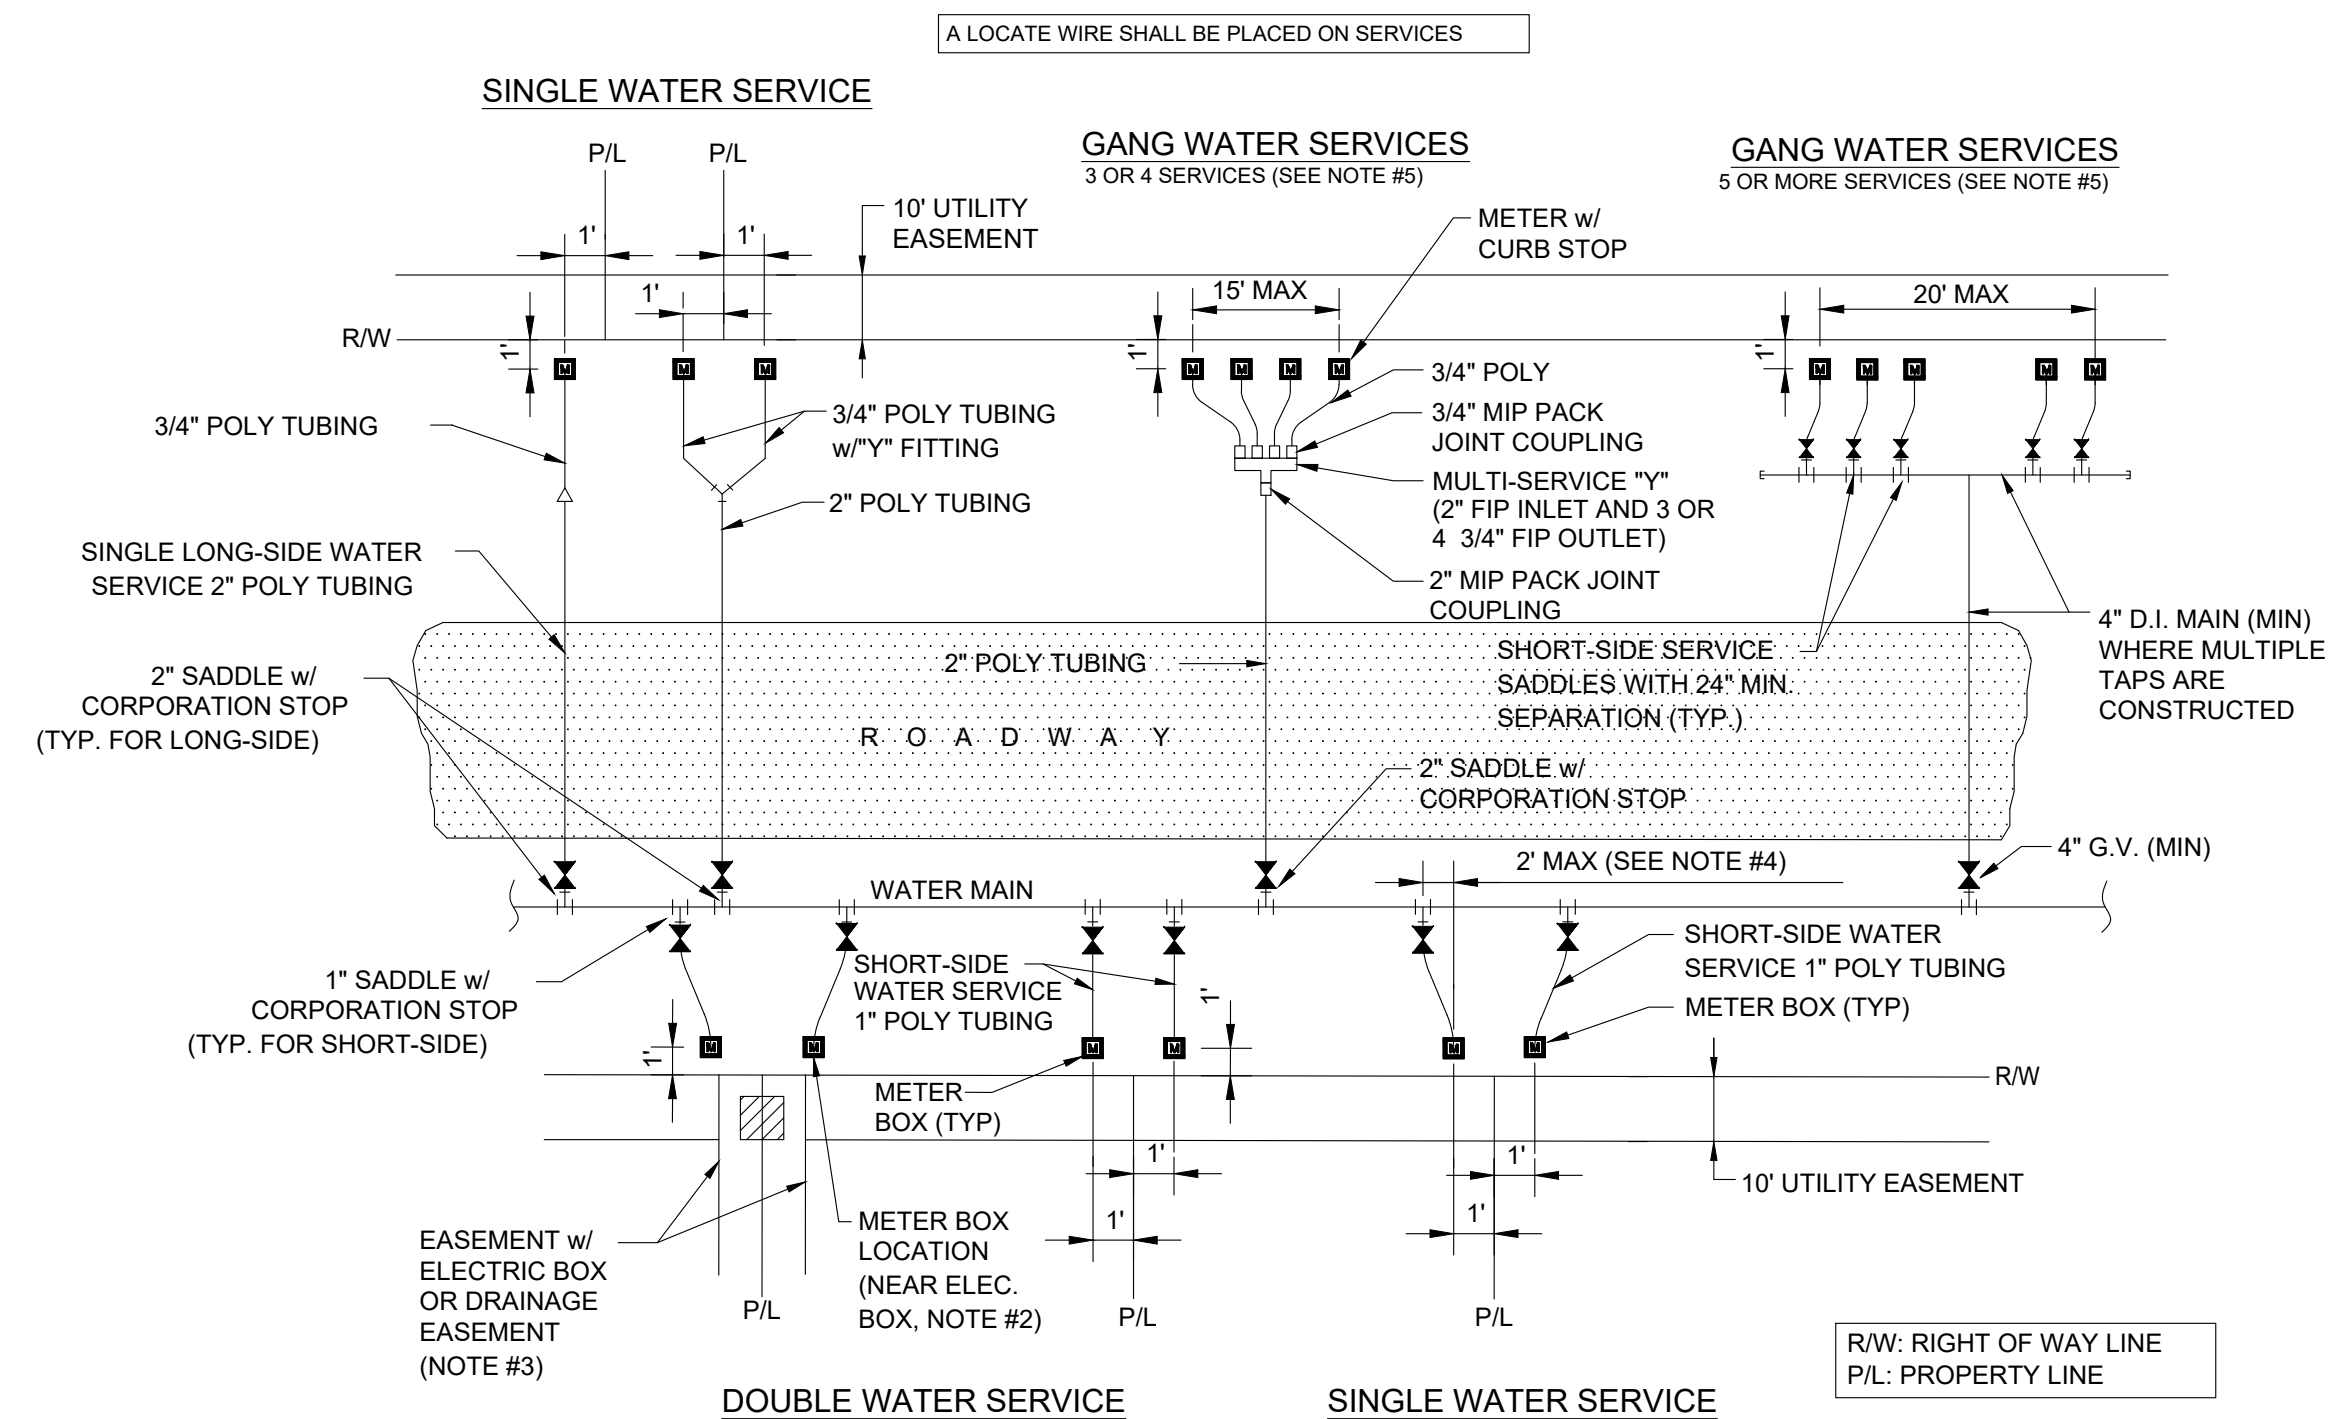 A LOCATE WIRE SHALL BE PLACED ON SERVICES
SINGLE WATER SERVICE
GANG WATER SERVICES
3 OR 4 SERVICES (SEE NOTE #5)
GANG WATER SERVICES
5 OR MORE SERVICES (SEE NOTE #5)
P/L
P/L
10' UTILITY
EASEMENT
METER w/
CURB STOP
1'
1'
1'
15' MAX
20' MAX
R/W
1'
1'
1'
M
M
M
M
M
M
M
M
M
M
M
M
3/4" POLY TUBING
3/4" POLY TUBING
w/"Y" FITTING
2" POLY TUBING
3/4" POLY
3/4" MIP PACK
JOINT COUPLING
MULTI-SERVICE "Y"
(2" FIP INLET AND 3 OR
4 3/4" FIP OUTLET)
2" MIP PACK JOINT
COUPLING
SINGLE LONG-SIDE WATER
SERVICE 2" POLY TUBING
2" SADDLE w/
CORPORATION STOP
(TYP. FOR LONG-SIDE)
2" POLY TUBING
SHORT-SIDE SERVICE
SADDLES WITH 24" MIN.
SEPARATION (TYP.)
4" D.I. MAIN (MIN)
WHERE MULTIPLE
TAPS ARE
CONSTRUCTED
R O A D W A Y
2" SADDLE w/
CORPORATION STOP
4" G.V. (MIN)
2' MAX (SEE NOTE #4)
WATER MAIN
1" SADDLE w/
CORPORATION STOP
(TYP. FOR SHORT-SIDE)
SHORT-SIDE
WATER SERVICE
1" POLY TUBING
SHORT-SIDE WATER
SERVICE 1" POLY TUBING
METER BOX (TYP)
1'
1'
M
M
M
M
M
M
METER
BOX (TYP)
R/W
1'
1'
1'
1'
10' UTILITY EASEMENT
EASEMENT w/
ELECTRIC BOX
OR DRAINAGE
EASEMENT
(NOTE #3)
METER BOX
LOCATION
(NEAR ELEC.
BOX, NOTE #2)
P/L
P/L
P/L
R/W: RIGHT OF WAY LINE
P/L: PROPERTY LINE
DOUBLE WATER SERVICE
SINGLE WATER SERVICE